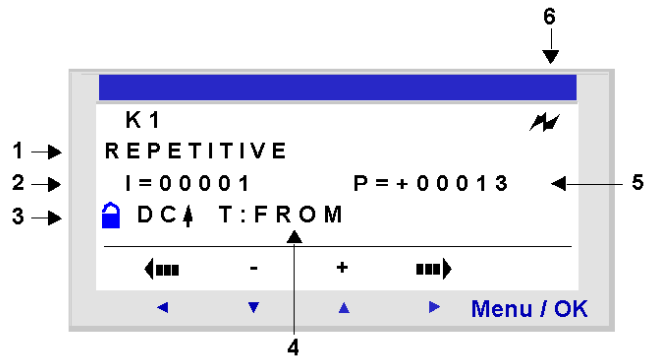 6
K1
1 REPETITIVE
2 I=00001 P=+00013 5
3 DC T:FROM
- +
Menu / OK
4